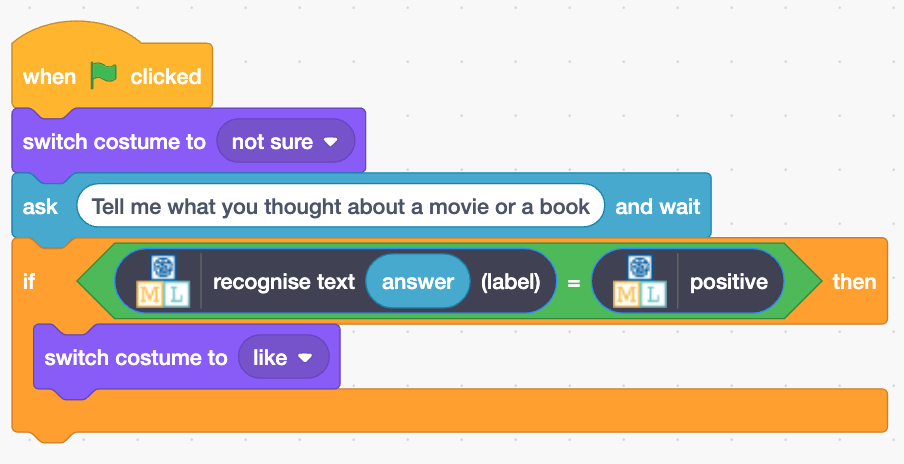 when clicked
switch costume to not sure
ask Tell me what you thought about a movie or a book and wait
if ML recognise text answer (label) = ML positive then
switch costume to like